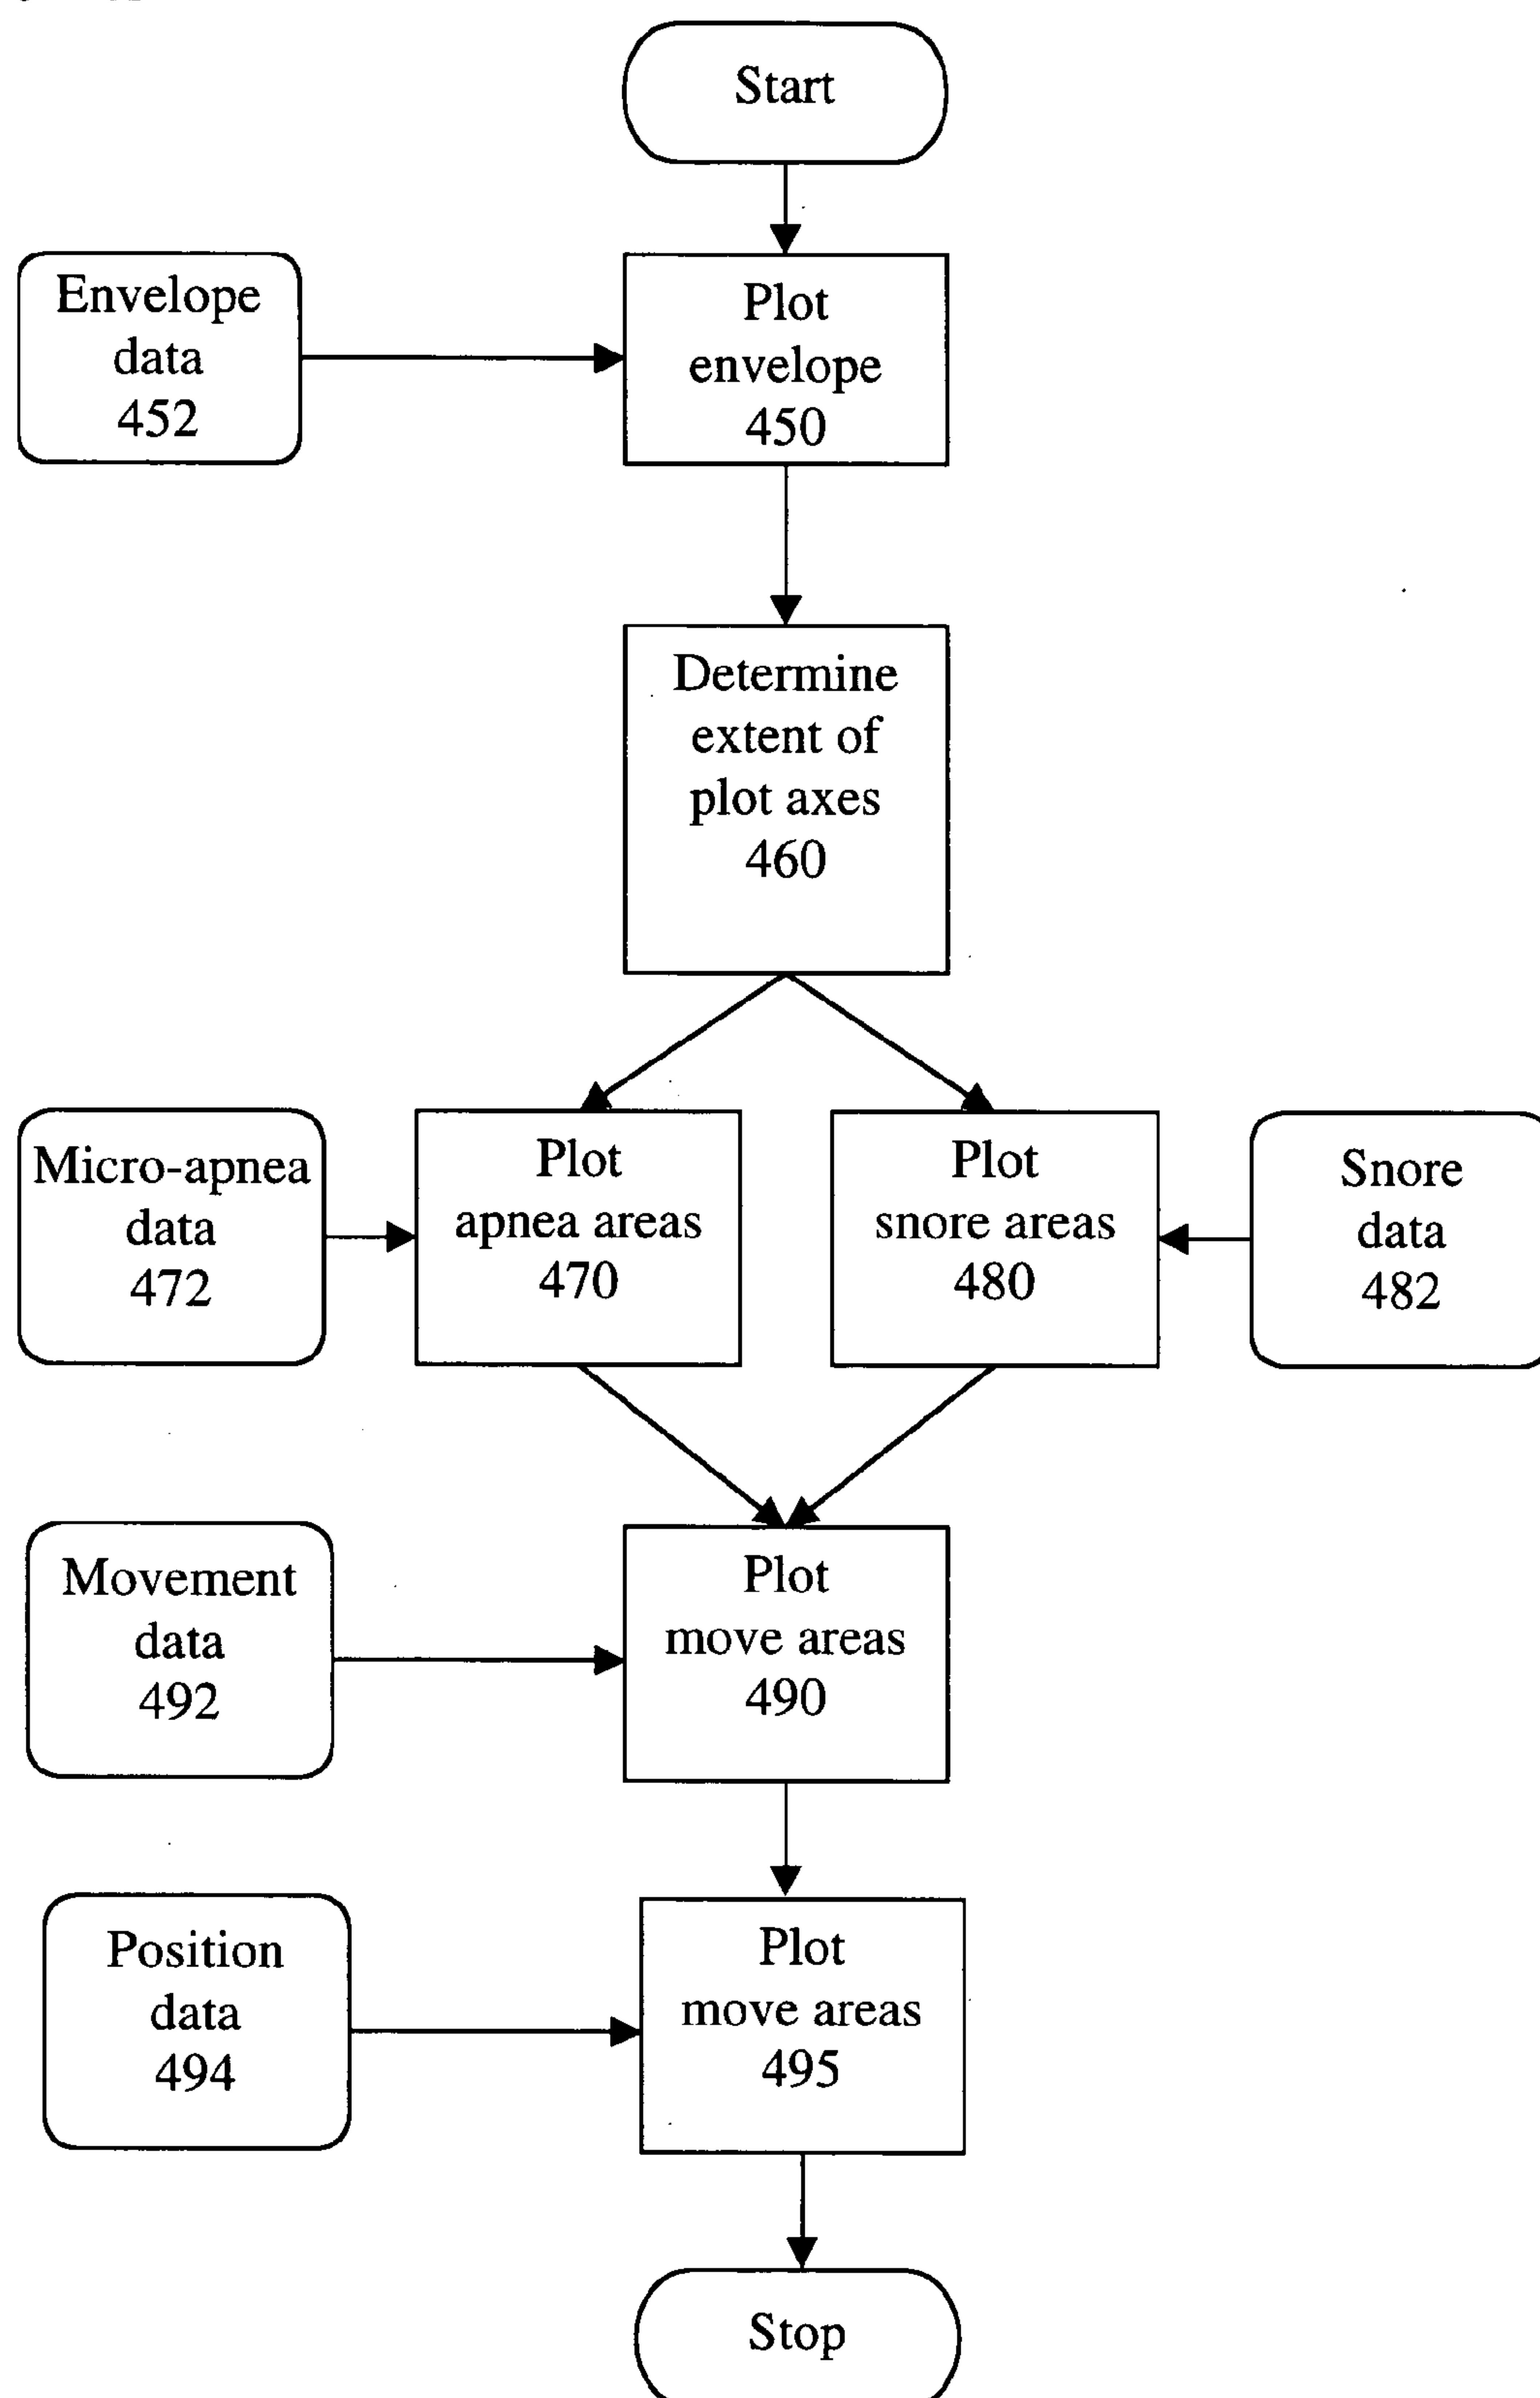 Start
Envelope
data
452
Plot
envelope
450
Determine
extent of
plot axes
460
Micro-apnea
data
472
Plot
apnea areas
470
Plot
snore areas
480
Snore
data
482
Movement
data
492
Plot
move areas
490
Position
data
494
Plot
move areas
495
Stop